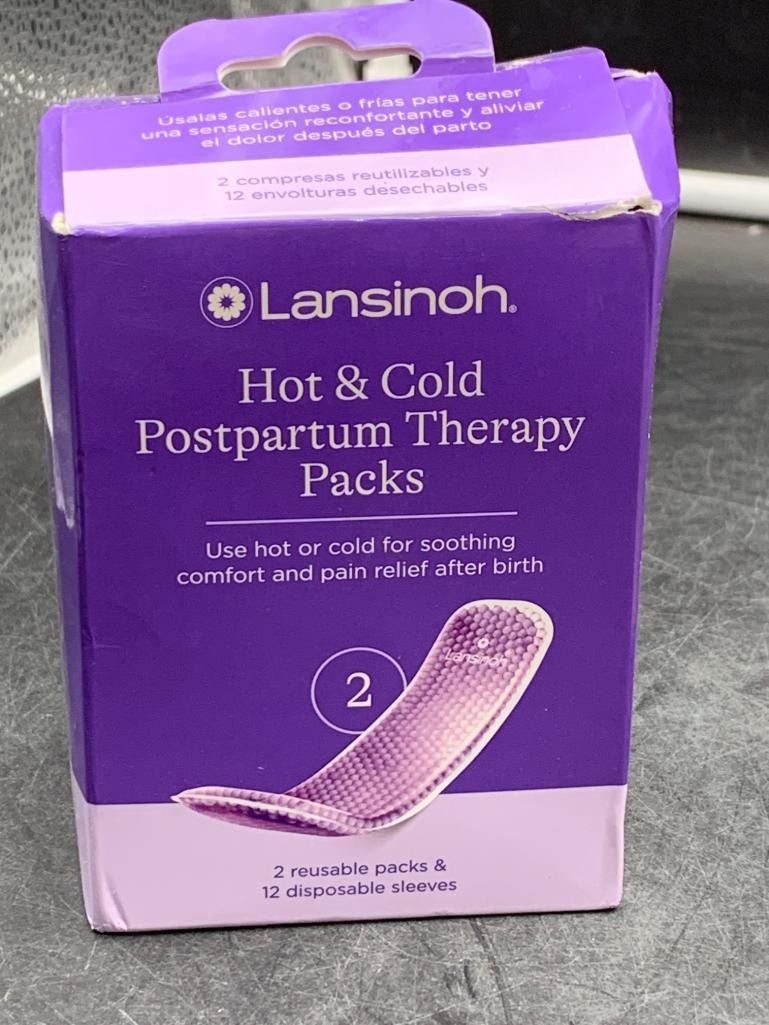 Úsalas calientes o frías para tener
una sensación reconfortante y aliviar
el dolor después del parto
2 compresas reutilizables y
12 envolturas desechables
Lansinoh®
Hot & Cold
Postpartum Therapy
Packs
Use hot or cold for soothing
comfort and pain relief after birth
Lansinoh
2
2 reusable packs &
12 disposable sleeves